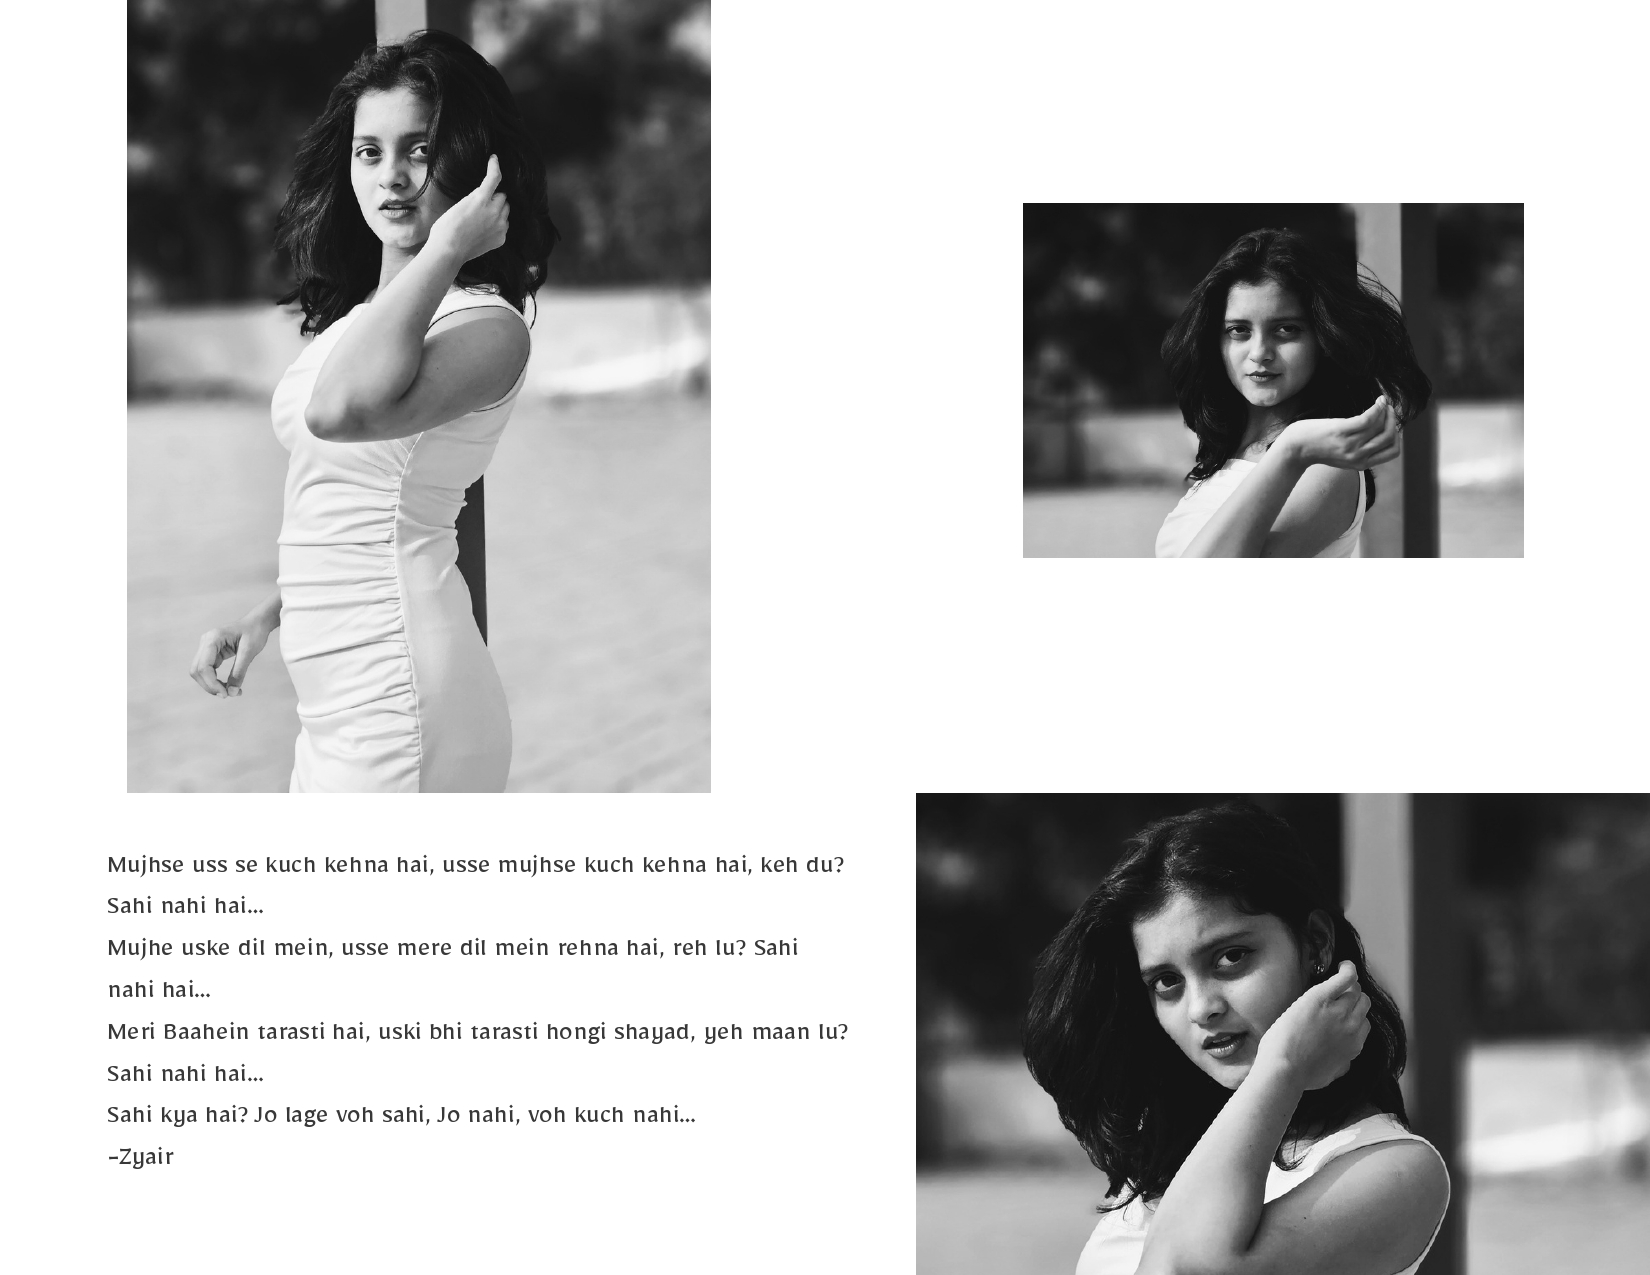 Mujhse uss se kuch kehna hai, usse mujhse kuch kehna hai, keh du?
Sahi nahi hai...
Mujhe uske dil mein, usse mere dil mein rehna hai, reh lu? Sahi
nahi hai...
Meri Baahein tarasti hai, uski bhi tarasti hongi shayad, yeh maan lu?
Sahi nahi hai...
Sahi kya hai? Jo lage voh sahi, Jo nahi, voh kuch nahi...
-Zyair